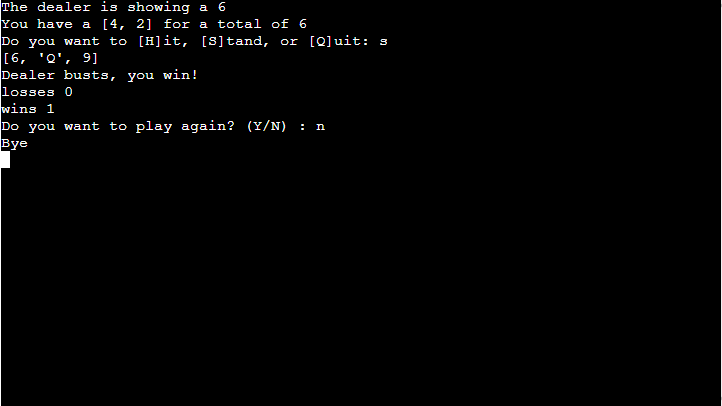 The dealer is showing a 6
You have a [4, 2] for a total of 6
Do you want to [H]it, [S]tand, or [Q]uit: s
[6, 'Q', 9]
Dealer busts, you win!
losses 0
wins 1
Do you want to play again? (Y/N) : n
Bye